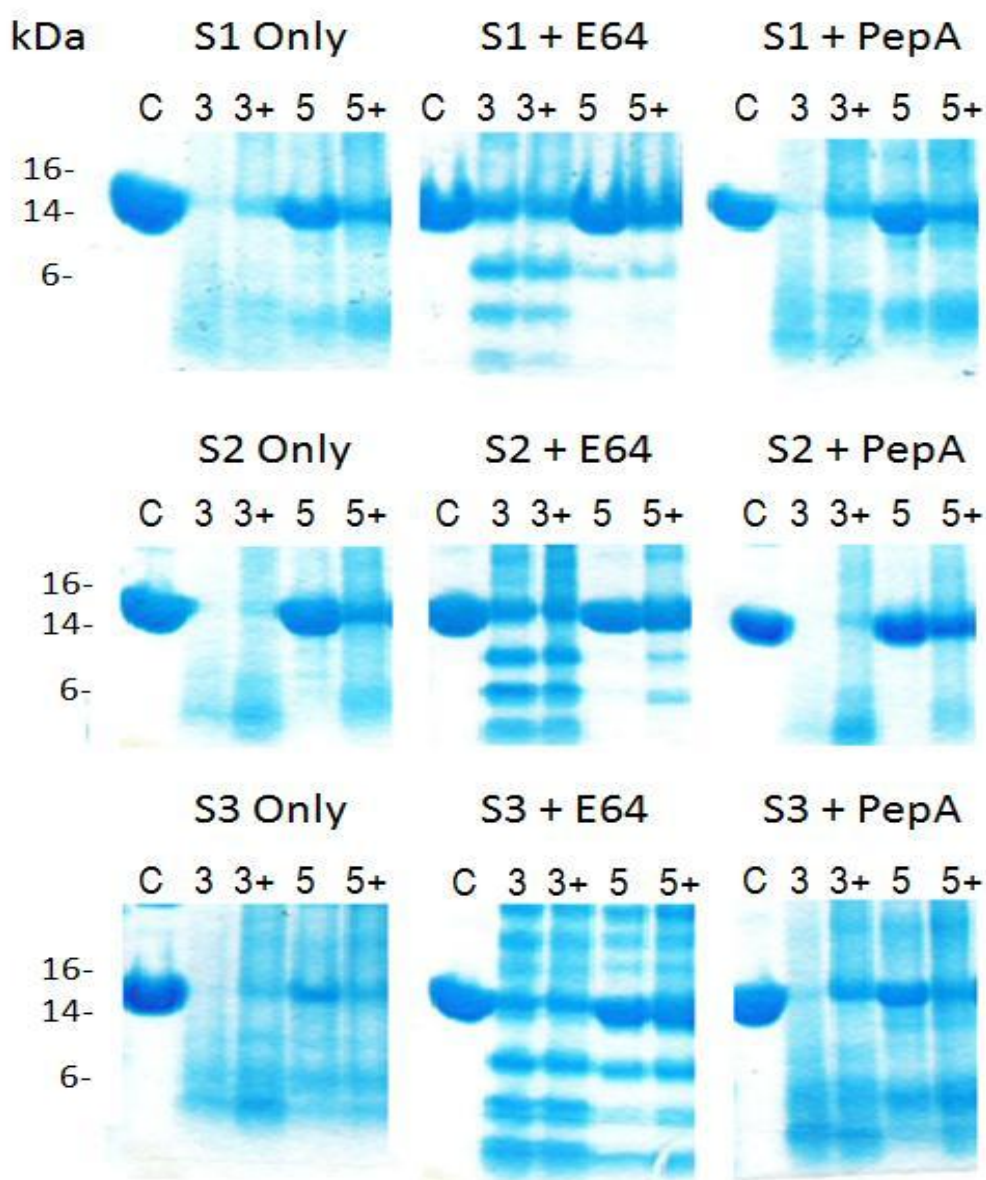 kDa S1 Only S1 + E64 S1 + PepA
C 3 3+ 5 5+ C 3 3+ 5 5+ C 3 3+ 5 5+
16-
14-
6-
S2 Only S2 + E64 S2 + PepA
C 3 3+ 5 5+ C 3 3+ 5 5+ C 3 3+ 5 5+
16-
14-
6-
S3 Only S3 + E64 S3 + PepA
C 3 3+ 5 5+ C 3 3+ 5 5+ C 3 3+ 5 5+
16-
14-
6-